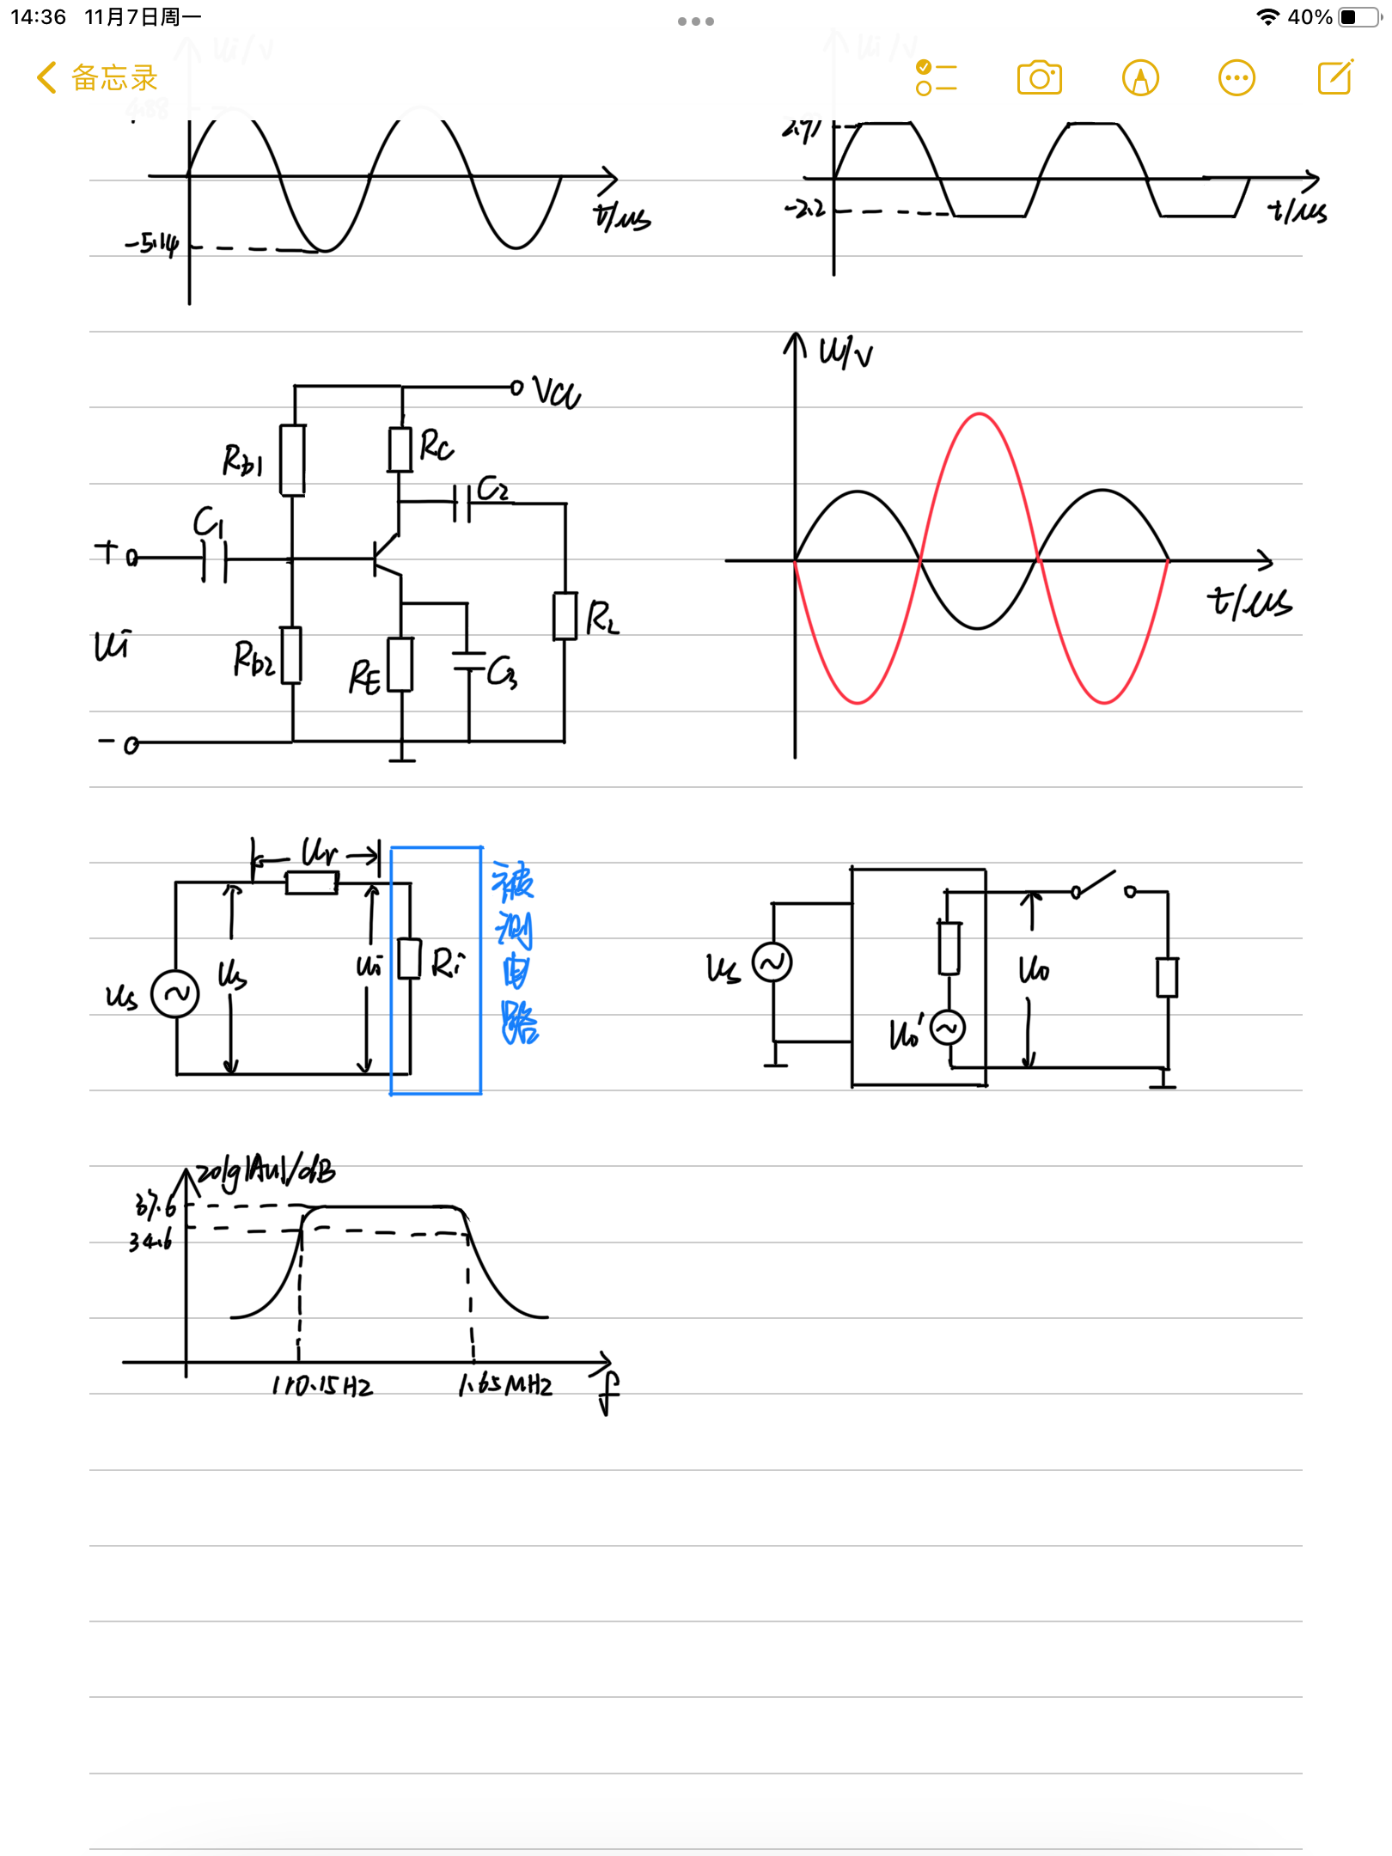 14:36 11月7日周一
40%
备忘录
-5.14
t/us
2.91
-2.2
t/us
VCC
Rb1
RC
C2
C1
+
RL
ui
Rb2
RE
C3
-
u/v
t/us
ur
us
us
ui
Ri
被测电路
us
uo'
uo
20lg|Au|/dB
37.6
34.6
110.15HZ
1.65MHZ
f